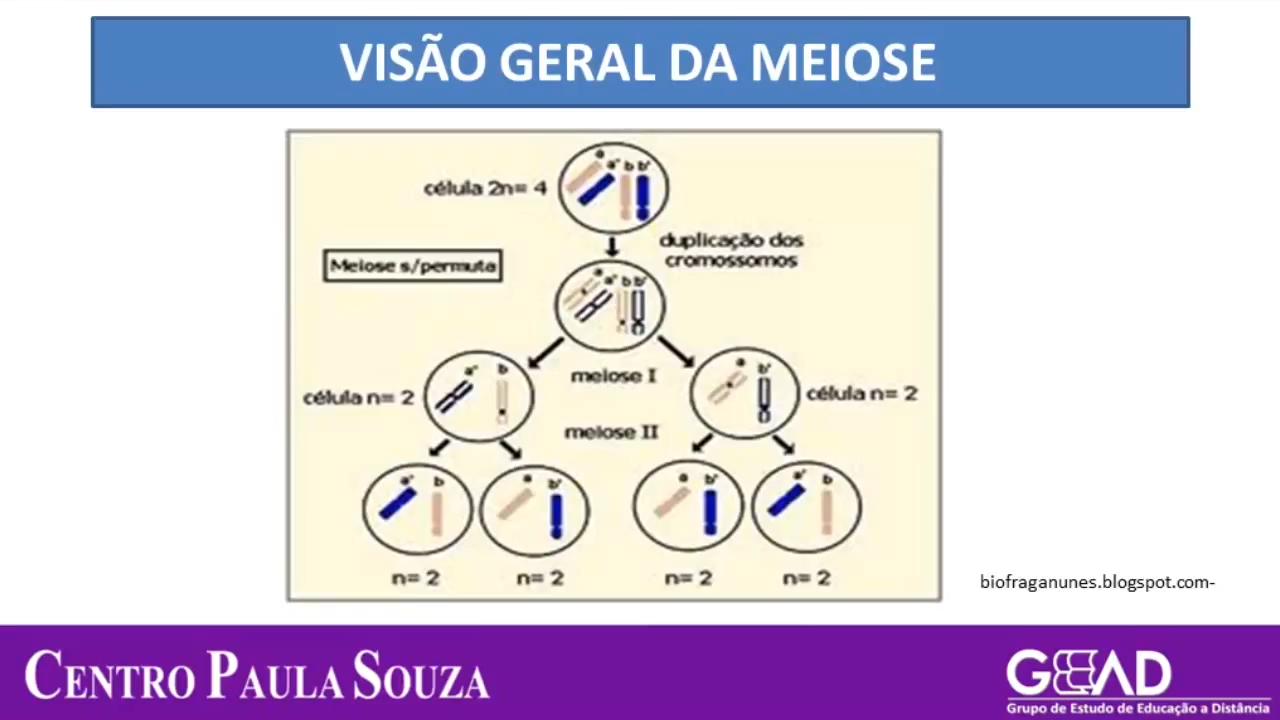 VISÃO GERAL DA MEIOSE
a a' b b'
célula 2n= 4
duplicação dos
cromossomos
Meiose s/permuta
a a' b b'
meiose I
a' b
célula n= 2
a b'
célula n= 2
meiose II
a' b
a b'
a b'
a' b
n= 2
n= 2
n= 2
n= 2
biofraganunes.blogspot.com-
CENTRO PAULA SOUZA
GEAD
Grupo de Estudo de Educação a Distância